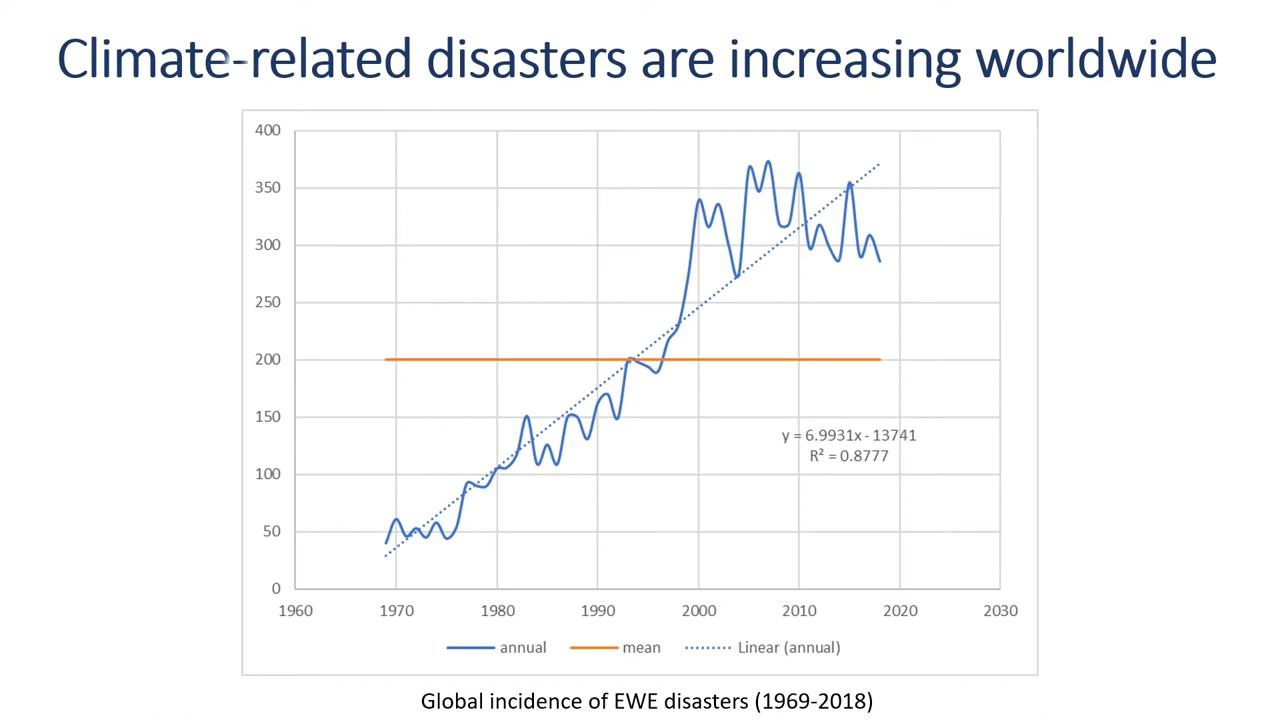 Climate-related disasters are increasing worldwide
400
350
300
250
200
150
100
50
0
y = 6.9931x - 13741
R² = 0.8777
1960 1970 1980 1990 2000 2010 2020 2030
annual mean Linear (annual)
Global incidence of EWE disasters (1969-2018)